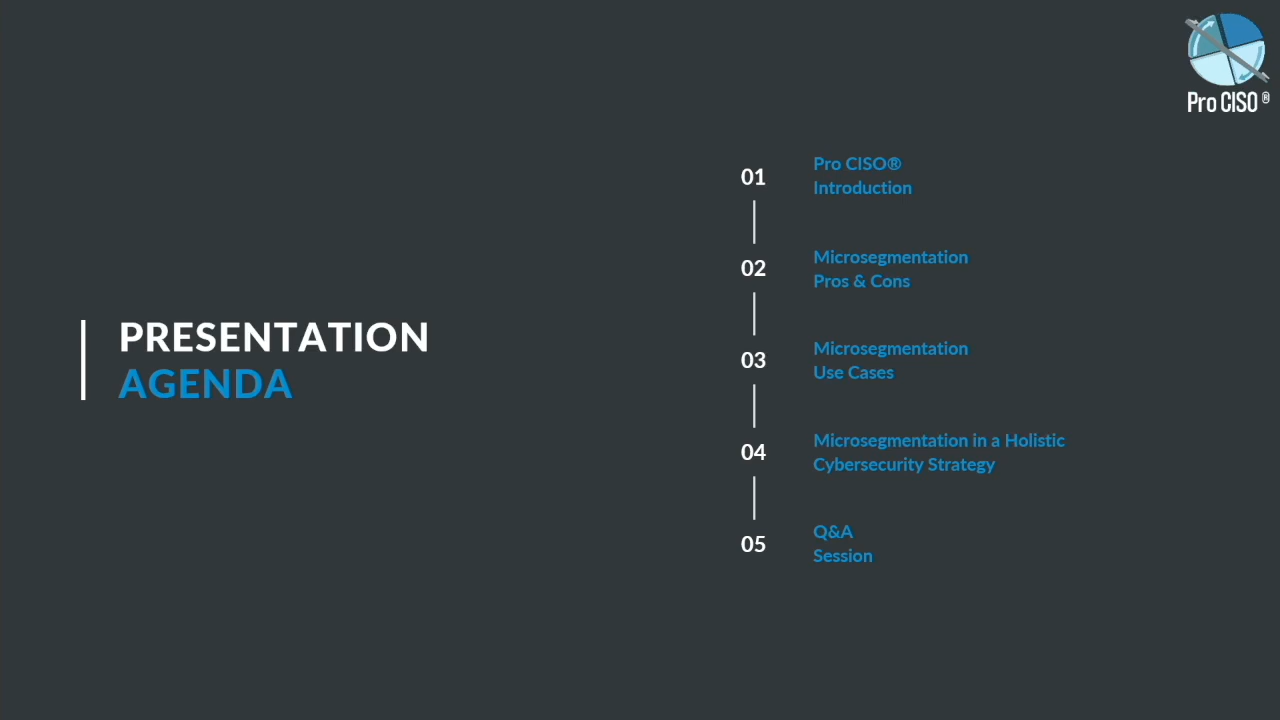 Pro CISO ®
PRESENTATION
AGENDA
01
Pro CISO®
Introduction
02
Microsegmentation
Pros & Cons
03
Microsegmentation
Use Cases
04
Microsegmentation in a Holistic
Cybersecurity Strategy
05
Q&A
Session